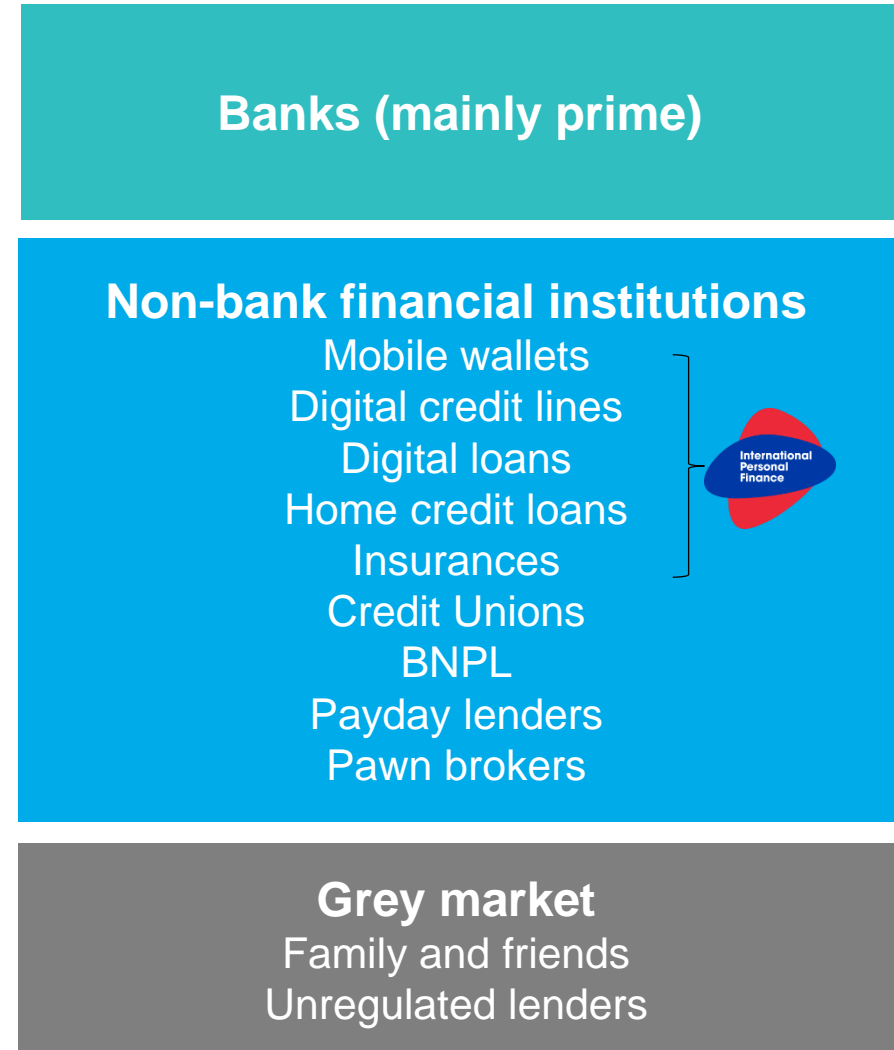 Banks (mainly prime)
Non-bank financial institutions
Mobile wallets
Digital credit lines
Digital loans
Home credit loans
Insurances
Credit Unions
BNPL
Payday lenders
Pawn brokers
International
Personal
Finance
Grey market
Family and friends
Unregulated lenders